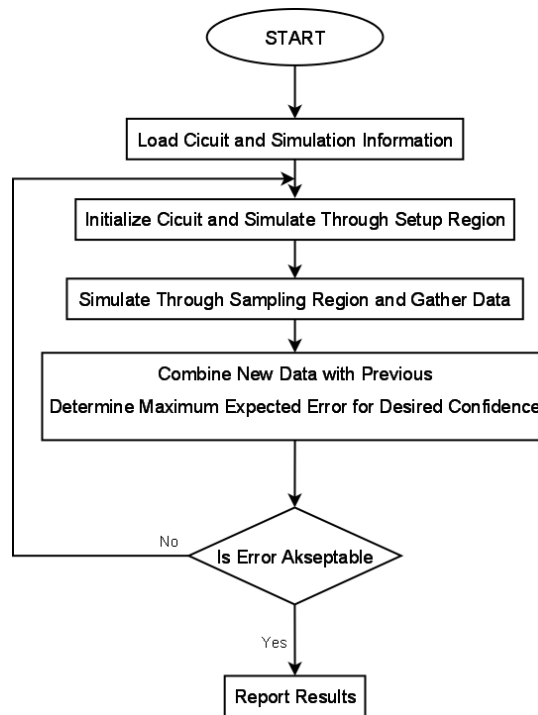 START
Load Cicuit and Simulation Information
Initialize Cicuit and Simulate Through Setup Region
Simulate Through Sampling Region and Gather Data
Combine New Data with Previous
Determine Maximum Expected Error for Desired Confidence
No
Is Error Akseptable
Yes
Report Results